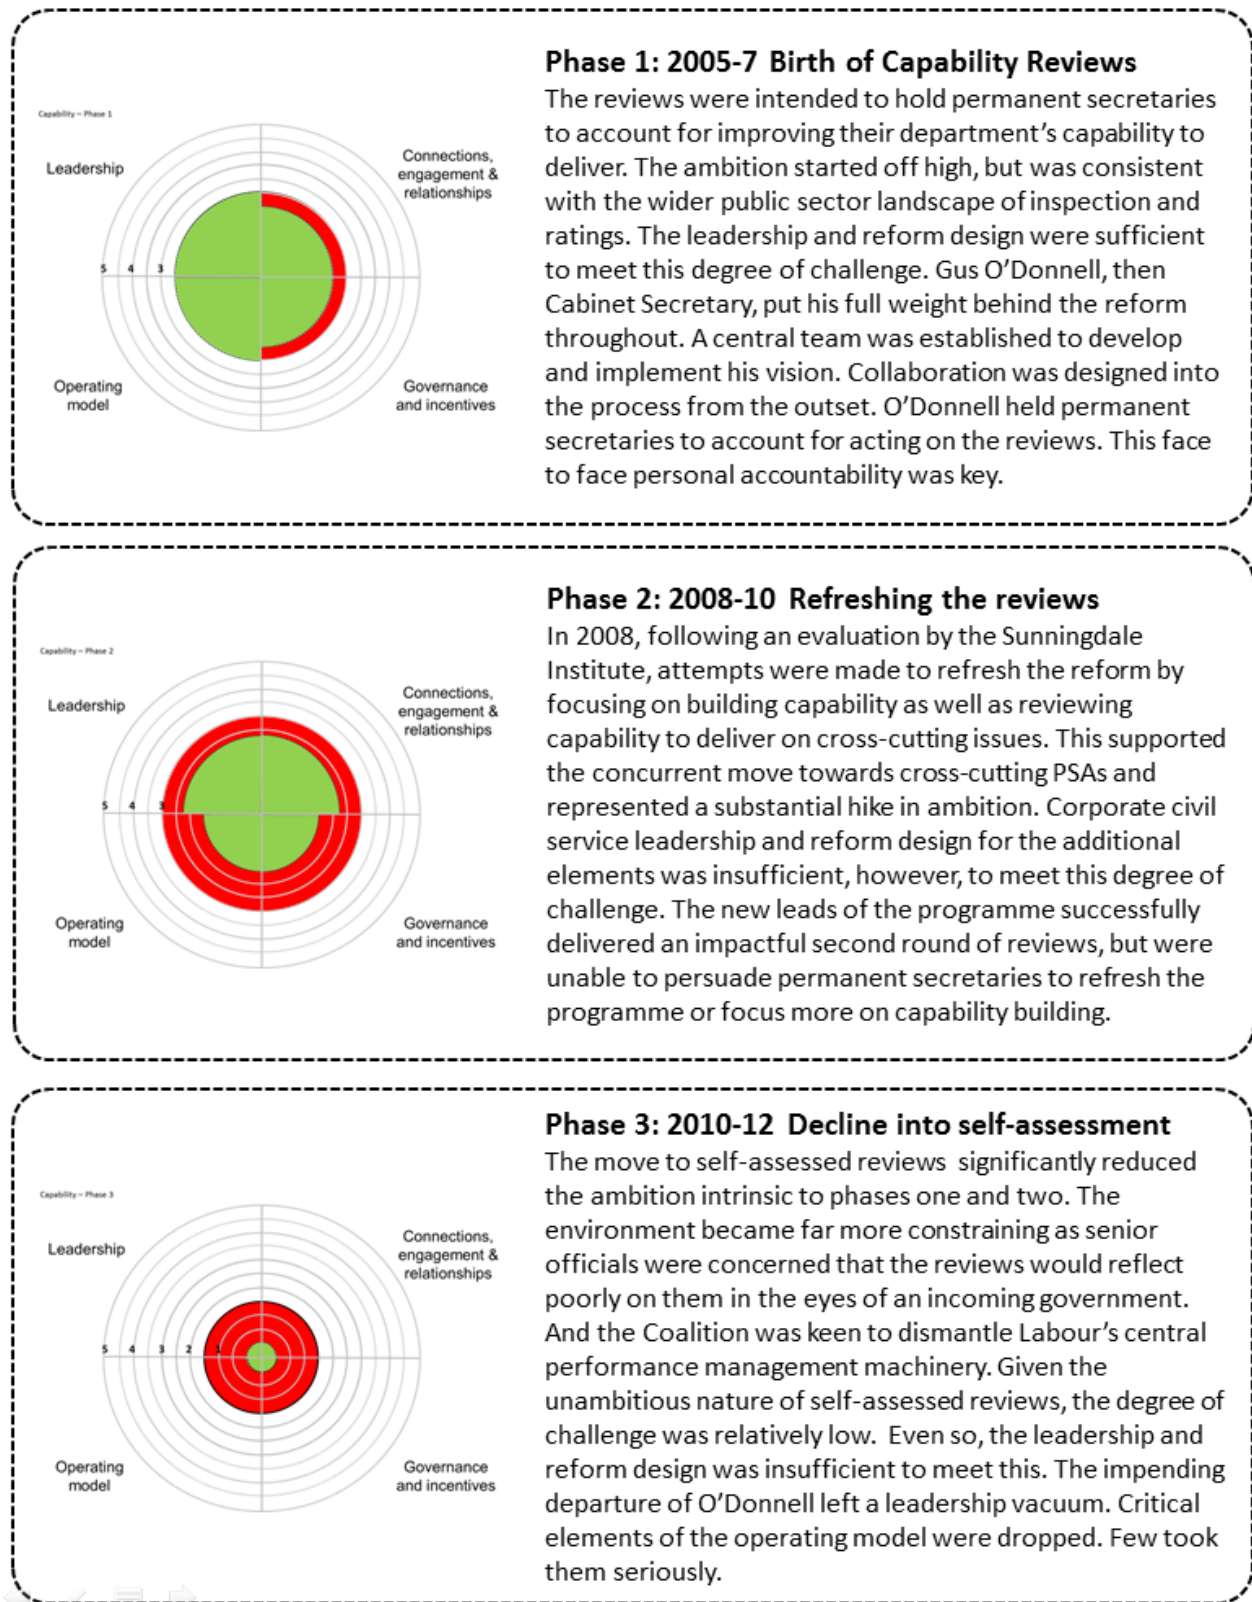 Phase 1: 2005-7 Birth of Capability Reviews
The reviews were intended to hold permanent secretaries
to account for improving their department's capability to
deliver. The ambition started off high, but was consistent
with the wider public sector landscape of inspection and
ratings. The leadership and reform design were sufficient
to meet this degree of challenge. Gus O'Donnell, then
Cabinet Secretary, put his full weight behind the reform
throughout. A central team was established to develop
and implement his vision. Collaboration was designed into
the process from the outset. O'Donnell held permanent
secretaries to account for acting on the reviews. This face
to face personal accountability was key.
Capability – Phase 1
Leadership
Connections,
engagement &
relationships
5 4 3
Operating
model
Governance
and incentives
Phase 2: 2008-10 Refreshing the reviews
In 2008, following an evaluation by the Sunningdale
Institute, attempts were made to refresh the reform by
focusing on building capability as well as reviewing
capability to deliver on cross-cutting issues. This supported
the concurrent move towards cross-cutting PSAs and
represented a substantial hike in ambition. Corporate civil
service leadership and reform design for the additional
elements was insufficient, however, to meet this degree of
challenge. The new leads of the programme successfully
delivered an impactful second round of reviews, but were
unable to persuade permanent secretaries to refresh the
programme or focus more on capability building.
Capability – Phase 2
Leadership
Connections,
engagement &
relationships
5 4 3
Operating
model
Governance
and incentives
Phase 3: 2010-12 Decline into self-assessment
The move to self-assessed reviews significantly reduced
the ambition intrinsic to phases one and two. The
environment became far more constraining as senior
officials were concerned that the reviews would reflect
poorly on them in the eyes of an incoming government.
And the Coalition was keen to dismantle Labour's central
performance management machinery. Given the
unambitious nature of self-assessed reviews, the degree of
challenge was relatively low. Even so, the leadership and
reform design was insufficient to meet this. The impending
departure of O'Donnell left a leadership vacuum. Critical
elements of the operating model were dropped. Few took
them seriously.
Capability – Phase 3
Leadership
Connections,
engagement &
relationships
5 4 3 2 1
Operating
model
Governance
and incentives